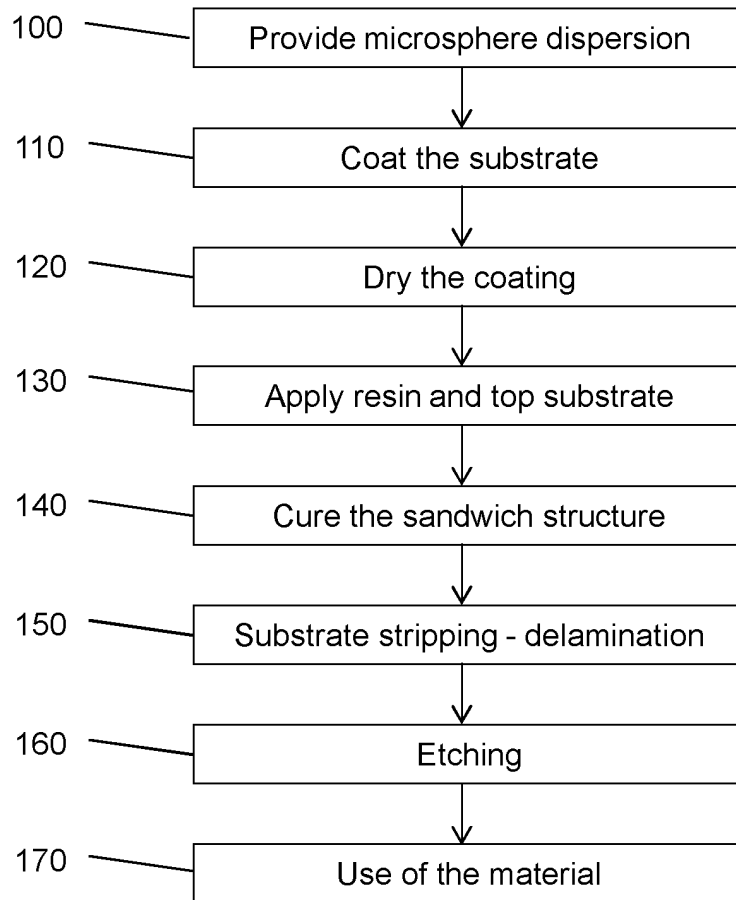 100 Provide microsphere dispersion
110 Coat the substrate
120 Dry the coating
130 Apply resin and top substrate
140 Cure the sandwich structure
150 Substrate stripping - delamination
160 Etching
170 Use of the material